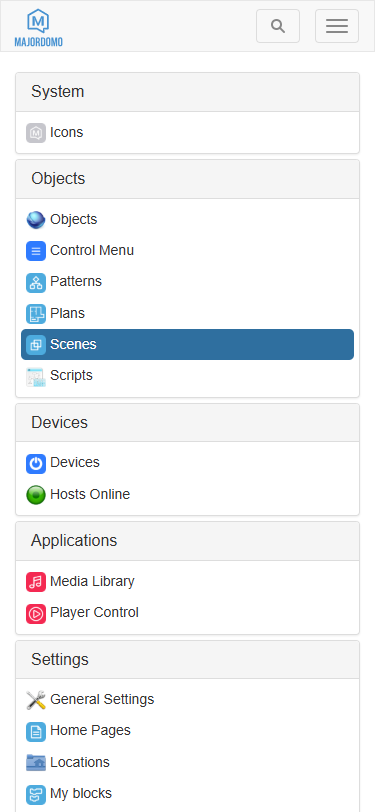 MAJORDOMO
System
Icons
Objects
Objects
Control Menu
Patterns
Plans
Scenes
Scripts
Devices
Devices
Hosts Online
Applications
Media Library
Player Control
Settings
General Settings
Home Pages
Locations
My blocks